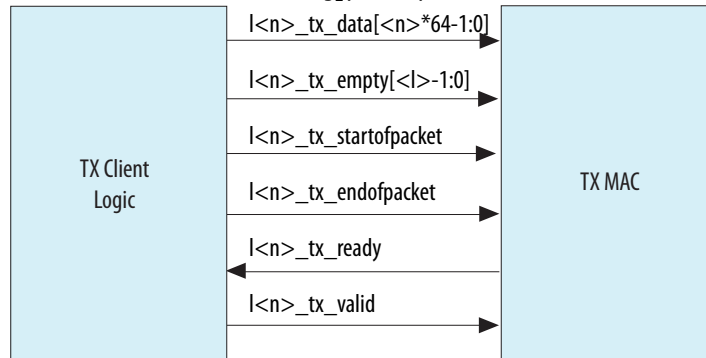 l<n>_tx_data[<n>*64-1:0]
l<n>_tx_empty[<l>-1:0]
l<n>_tx_startofpacket
TX Client
Logic
TX MAC
l<n>_tx_endofpacket
l<n>_tx_ready
l<n>_tx_valid